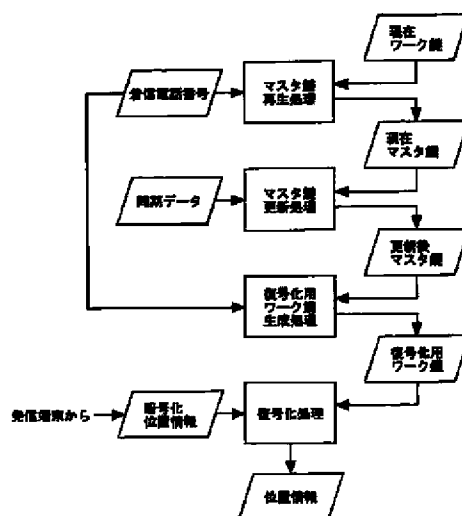 現在
ワーク鍵
着信電話番号
マスタ鍵
再生処理
現在
マスタ鍵
同期データ
マスタ鍵
更新処理
更新後
マスタ鍵
復号化用
ワーク鍵
生成処理
復号化用
ワーク鍵
発信端末から
暗号化
位置情報
復号化処理
位置情報